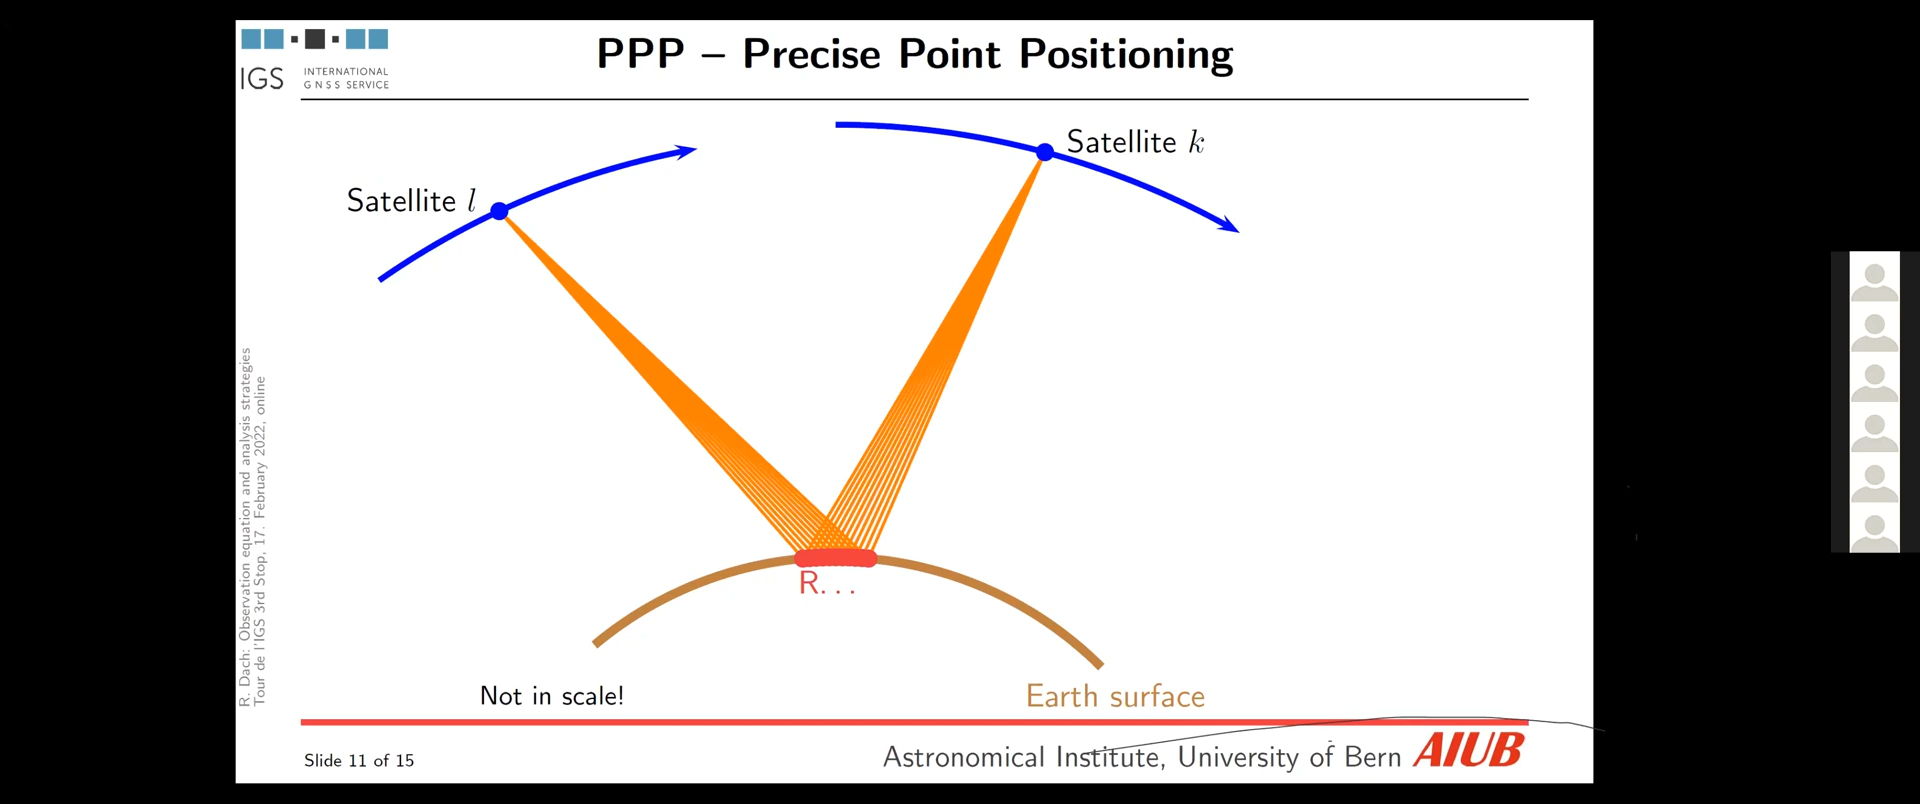 PPP – Precise Point Positioning
IGS
INTERNATIONAL
GNSS SERVICE
Satellite k
Satellite l
R...
R. Dach: Observation equation and analysis strategies
Tour de l'IGS 3rd Stop, 17. February 2022, online
Not in scale!
Earth surface
Slide 11 of 15
Astronomical Institute, University of Bern AIUB